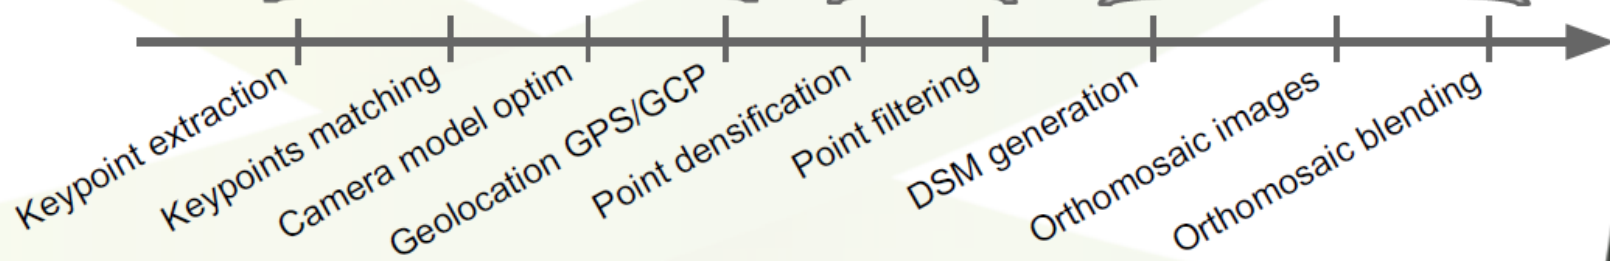 Keypoint extraction
Keypoints matching
Camera model optim
Geolocation GPS/GCP
Point densification
Point filtering
DSM generation
Orthomosaic images
Orthomosaic blending